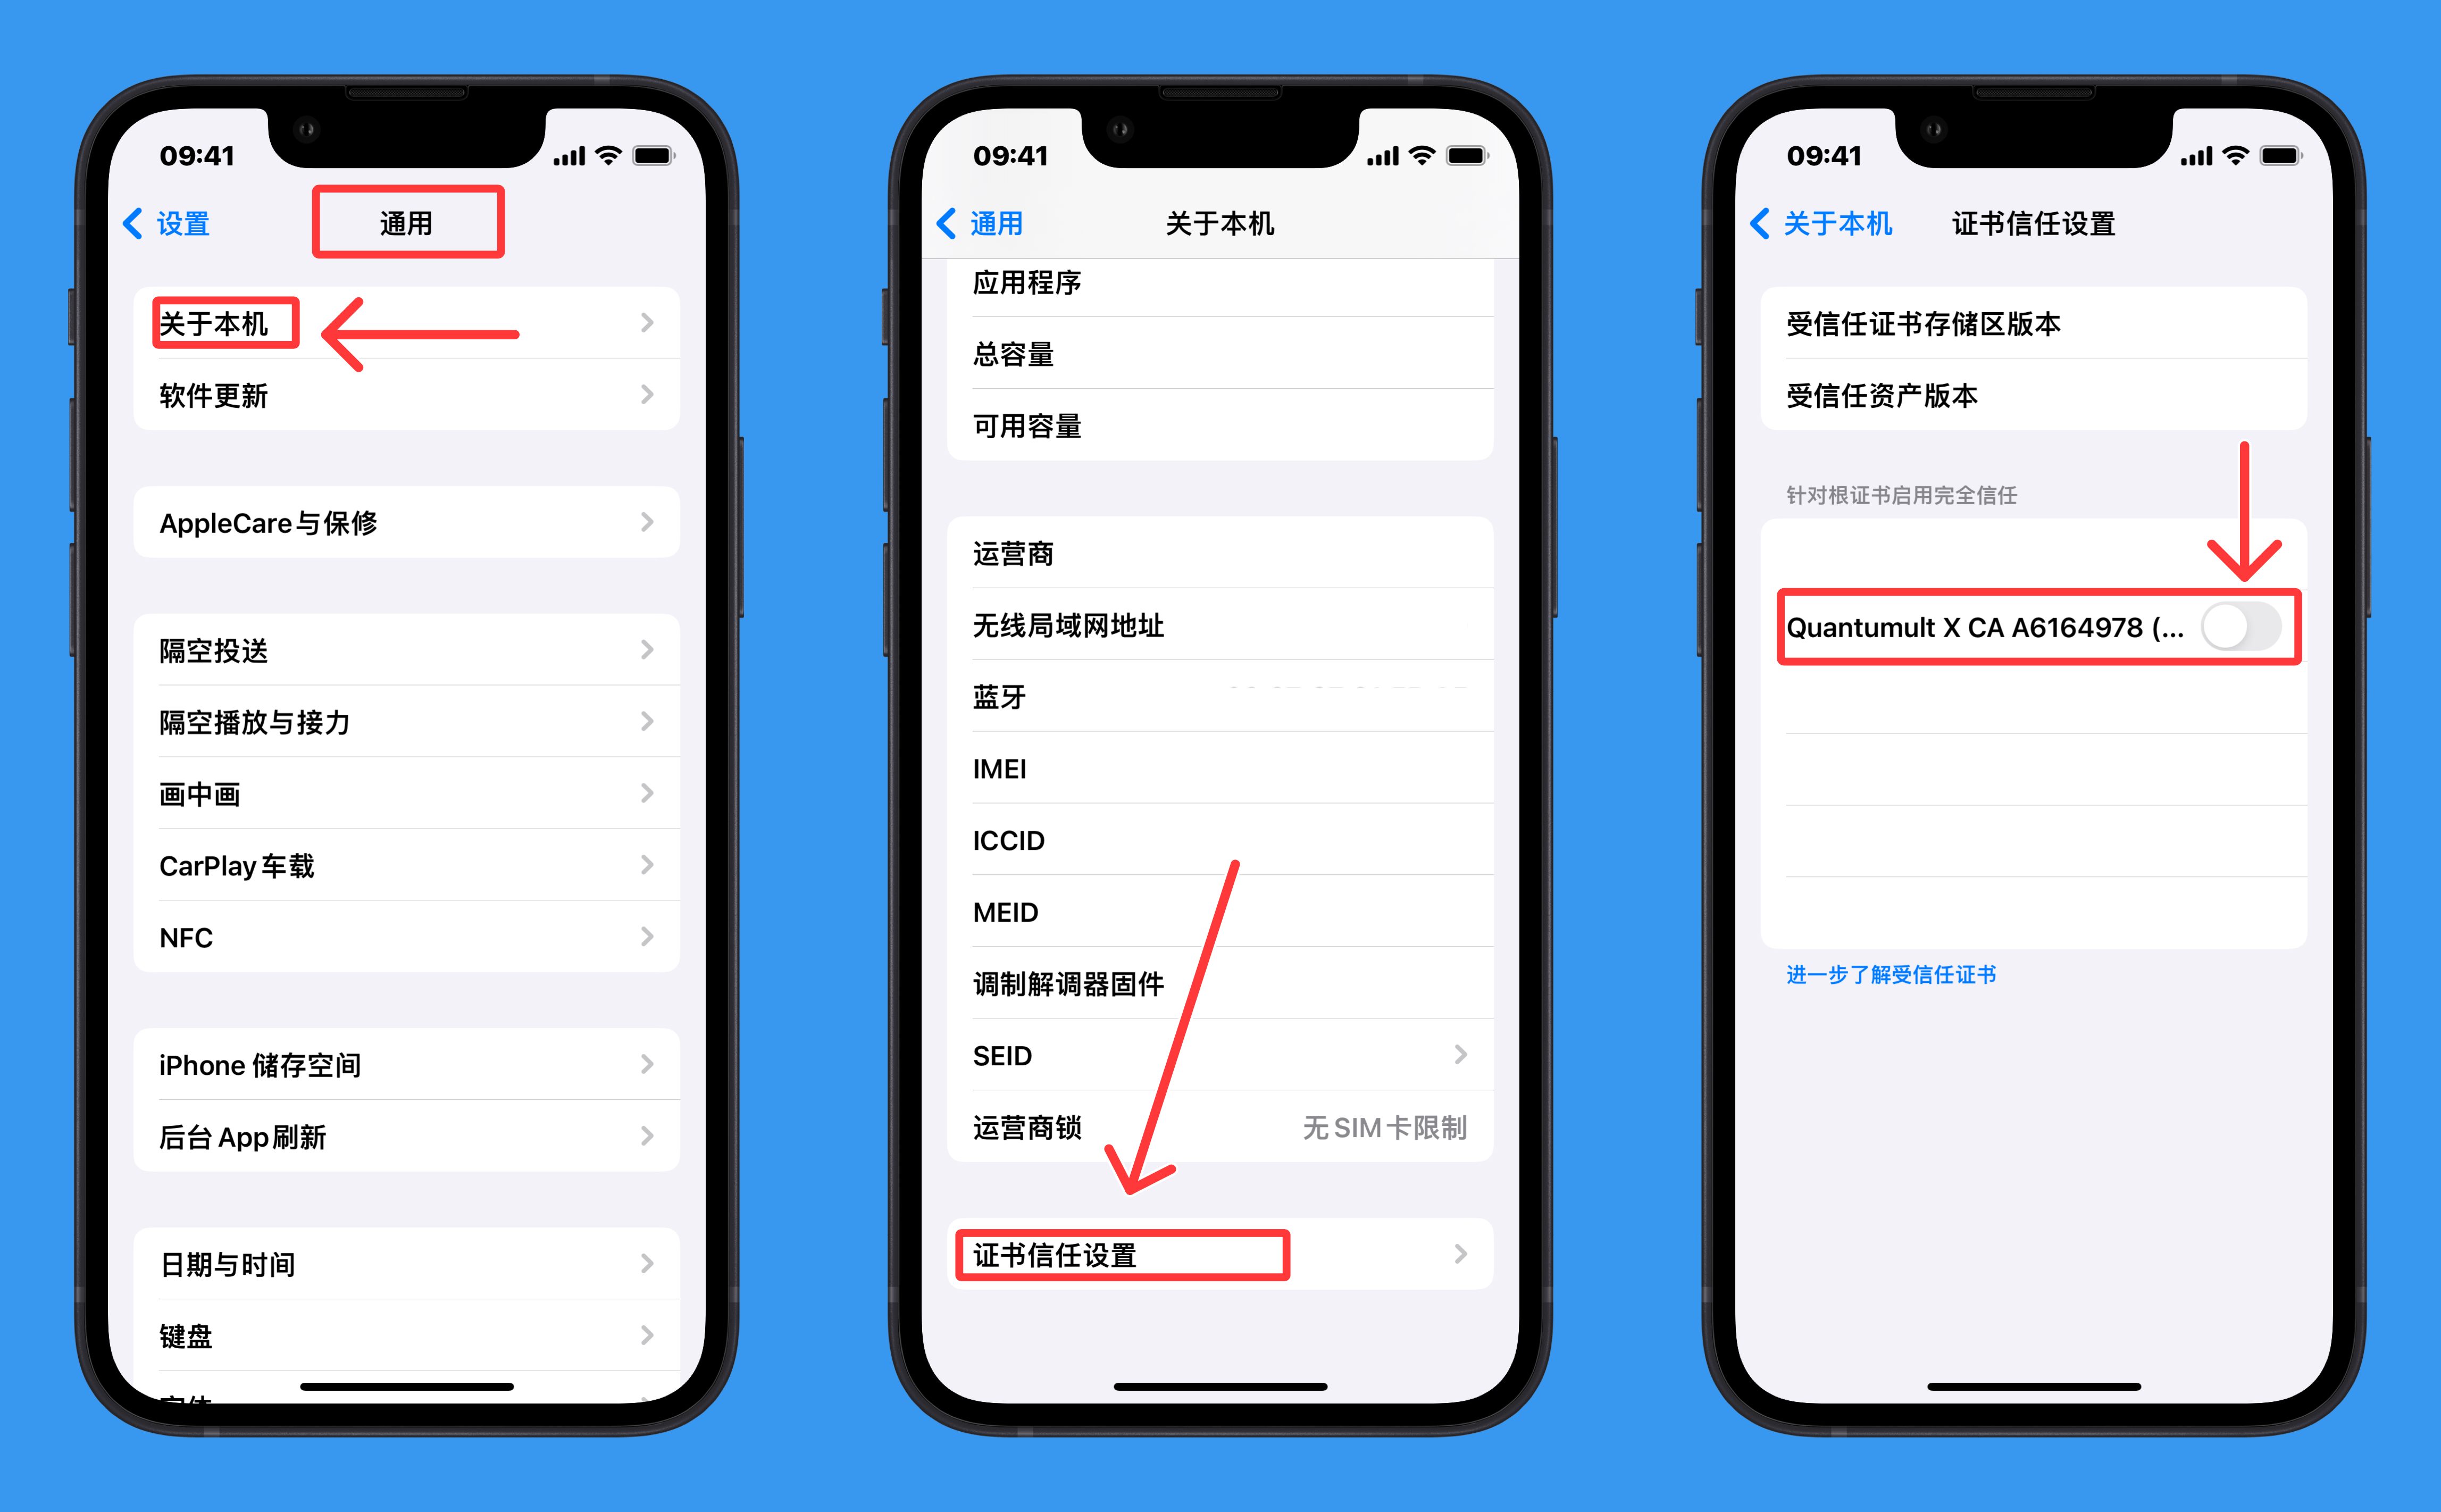 09:41
设置
通用
关于本机
软件更新
AppleCare与保修
隔空投送
隔空播放与接力
画中画
CarPlay车载
NFC
iPhone 储存空间
后台App刷新
日期与时间
键盘
09:41
通用
关于本机
应用程序
总容量
可用容量
运营商
无线局域网地址
蓝牙
IMEI
ICCID
MEID
调制解调器固件
SEID
运营商锁
无SIM卡限制
证书信任设置
09:41
关于本机
证书信任设置
受信任证书存储区版本
受信任资产版本
针对根证书启用完全信任
Quantumult X CA A6164978 (...
进一步了解受信任证书